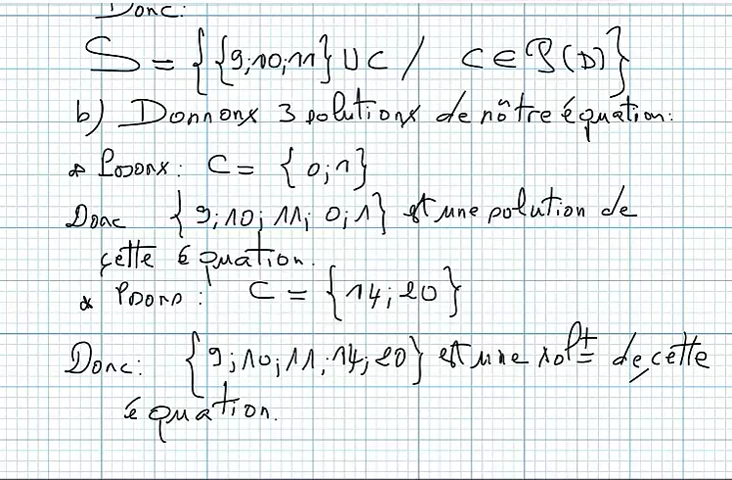 Donc:
S = { {9;10;11} ∪ C / C ∈ P(D) }
b) Donnons 3 solutions de nôtre équation:
* Posons: C = {0;1}
Donc {9;10;11;0;1} est une solution de
cette équation.
* Posons: C = {14;20}
Donc: {9;10;11;14;20} est une solt= de cette
équation.